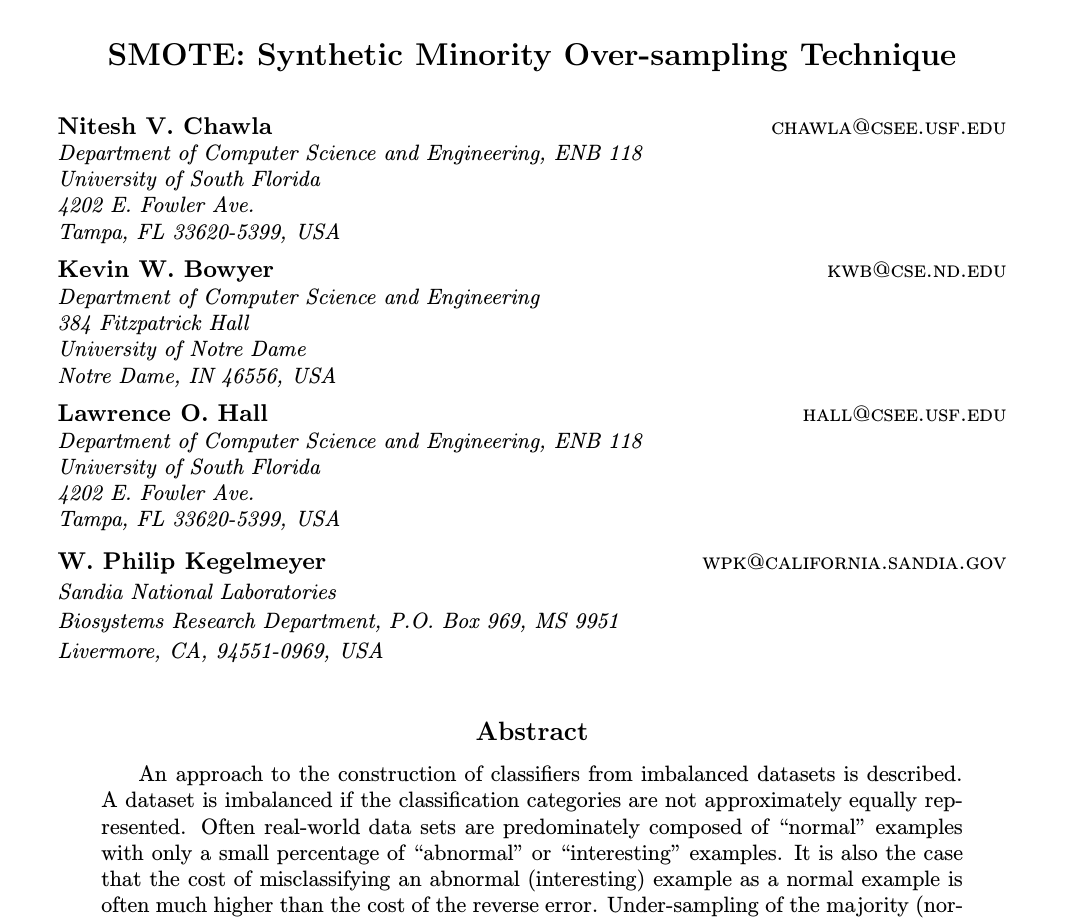 SMOTE: Synthetic Minority Over-sampling Technique
Nitesh V. Chawla CHAWLA@CSEE.USF.EDU
Department of Computer Science and Engineering, ENB 118
University of South Florida
4202 E. Fowler Ave.
Tampa, FL 33620-5399, USA
Kevin W. Bowyer KWB@CSE.ND.EDU
Department of Computer Science and Engineering
384 Fitzpatrick Hall
University of Notre Dame
Notre Dame, IN 46556, USA
Lawrence O. Hall HALL@CSEE.USF.EDU
Department of Computer Science and Engineering, ENB 118
University of South Florida
4202 E. Fowler Ave.
Tampa, FL 33620-5399, USA
W. Philip Kegelmeyer WPK@CALIFORNIA.SANDIA.GOV
Sandia National Laboratories
Biosystems Research Department, P.O. Box 969, MS 9951
Livermore, CA, 94551-0969, USA
Abstract
An approach to the construction of classifiers from imbalanced datasets is described.
A dataset is imbalanced if the classification categories are not approximately equally rep-
resented. Often real-world data sets are predominately composed of “normal” examples
with only a small percentage of “abnormal” or “interesting” examples. It is also the case
that the cost of misclassifying an abnormal (interesting) example as a normal example is
often much higher than the cost of the reverse error. Under-sampling of the majority (nor-